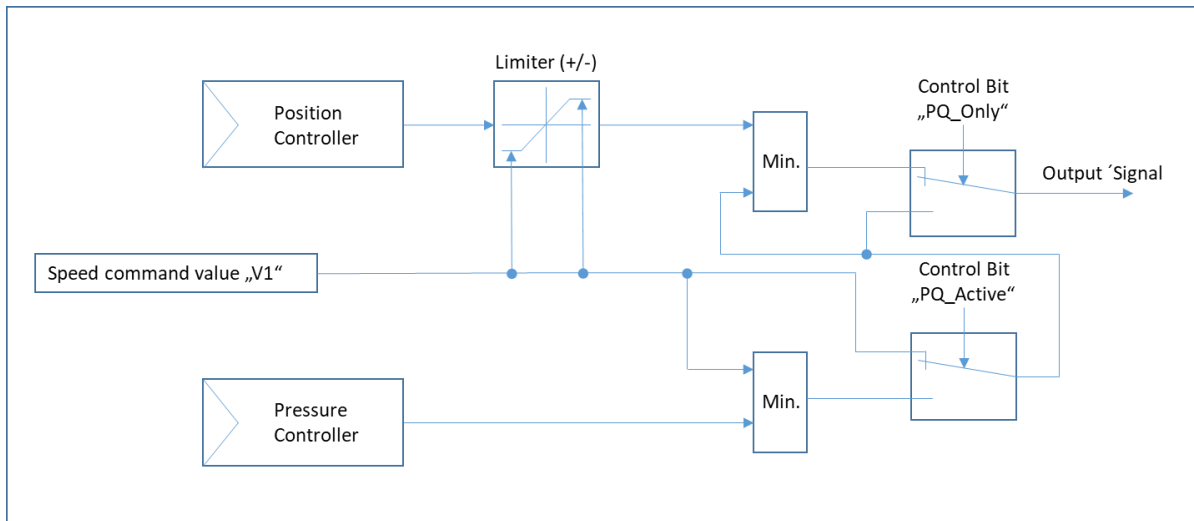 Limiter (+/-)
Position
Controller
Control Bit
„PQ_Only“
Min.
Output ´Signal
Speed command value „V1“
Control Bit
„PQ_Active“
Pressure
Controller
Min.